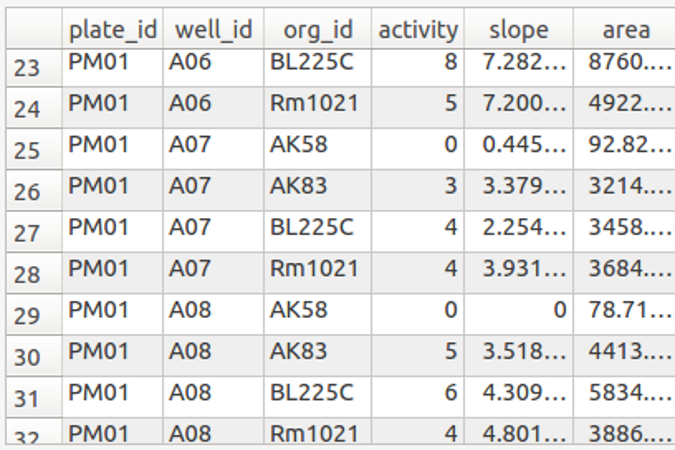 plate_id well_id org_id activity slope area
23 PM01 A06 BL225C 8 7.282... 8760....
24 PM01 A06 Rm1021 5 7.200... 4922....
25 PM01 A07 AK58 0 0.445... 92.82...
26 PM01 A07 AK83 3 3.379... 3214....
27 PM01 A07 BL225C 4 2.254... 3458....
28 PM01 A07 Rm1021 4 3.931... 3684....
29 PM01 A08 AK58 0 0 78.71...
30 PM01 A08 AK83 5 3.518... 4413....
31 PM01 A08 BL225C 6 4.309... 5834....
32 PM01 A08 Rm1021 4 4.801... 3886....